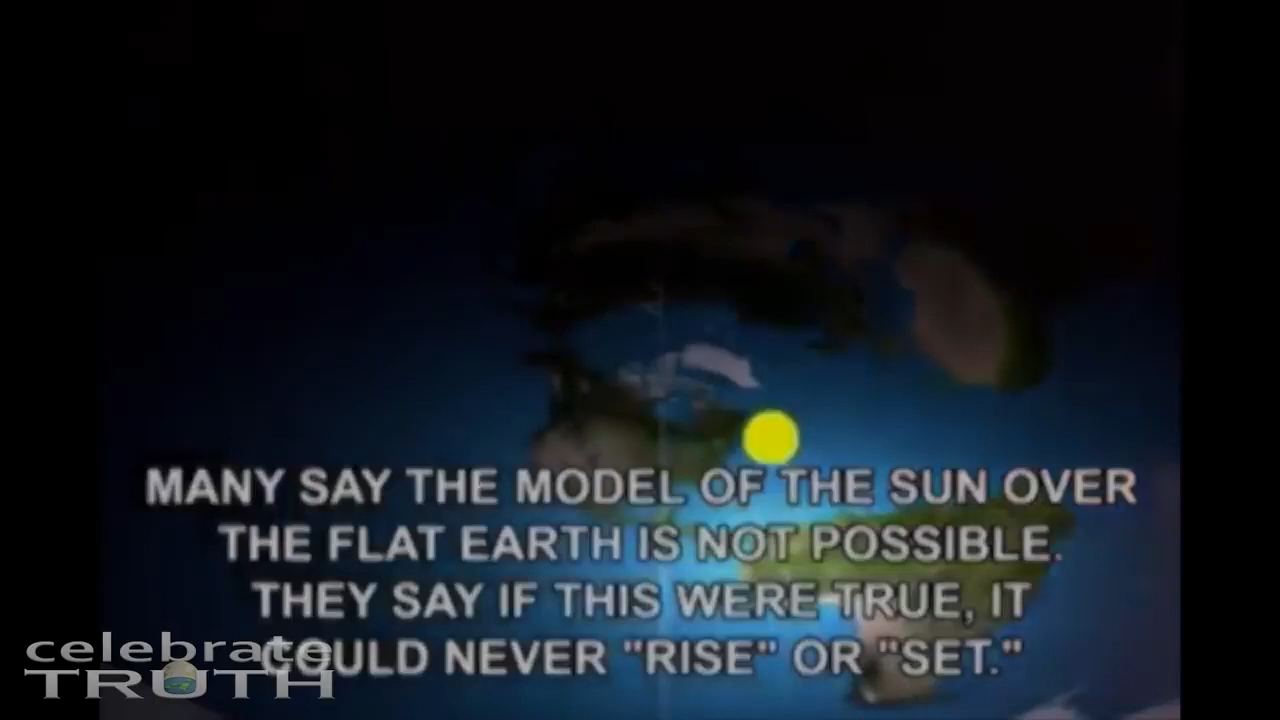 MANY SAY THE MODEL OF THE SUN OVER
THE FLAT EARTH IS NOT POSSIBLE.
THEY SAY IF THIS WERE TRUE, IT
COULD NEVER "RISE" OR "SET."
celebrate
TRUTH